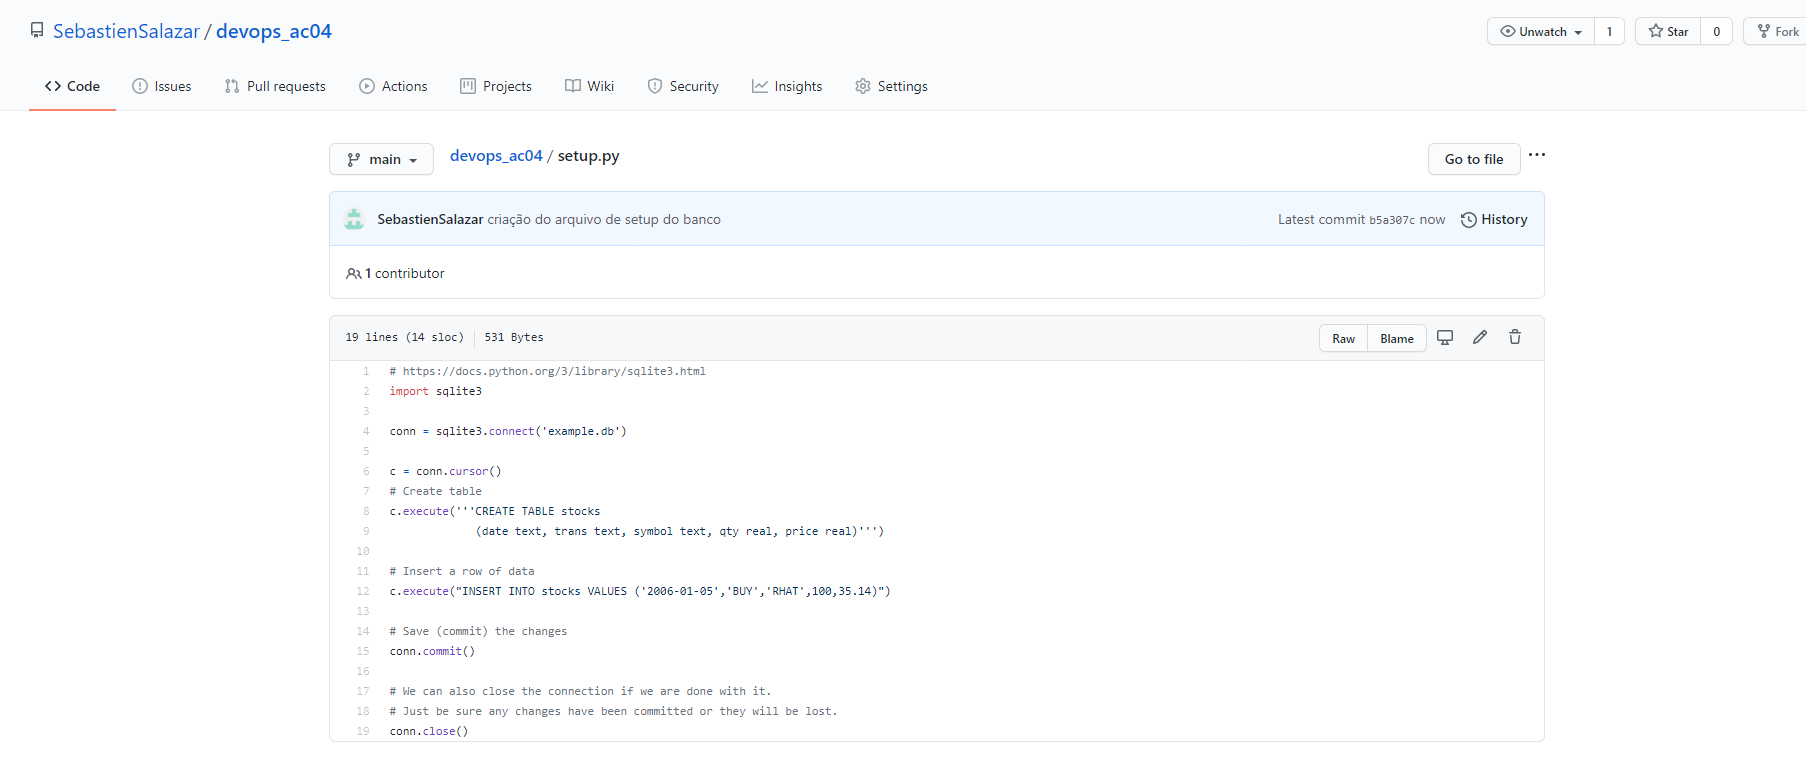 SebastienSalazar / devops_ac04
Unwatch 1 Star 0 Fork
Code Issues Pull requests Actions Projects Wiki Security Insights Settings
main devops_ac04 / setup.py Go to file ...
SebastienSalazar criação do arquivo de setup do banco Latest commit b5a307c now History
1 contributor
19 lines (14 sloc) 531 Bytes Raw Blame
1 # https://docs.python.org/3/library/sqlite3.html
2 import sqlite3
3
4 conn = sqlite3.connect('example.db')
5
6 c = conn.cursor()
7 # Create table
8 c.execute('''CREATE TABLE stocks
9 (date text, trans text, symbol text, qty real, price real)''')
10
11 # Insert a row of data
12 c.execute("INSERT INTO stocks VALUES ('2006-01-05','BUY','RHAT',100,35.14)")
13
14 # Save (commit) the changes
15 conn.commit()
16
17 # We can also close the connection if we are done with it.
18 # Just be sure any changes have been committed or they will be lost.
19 conn.close()